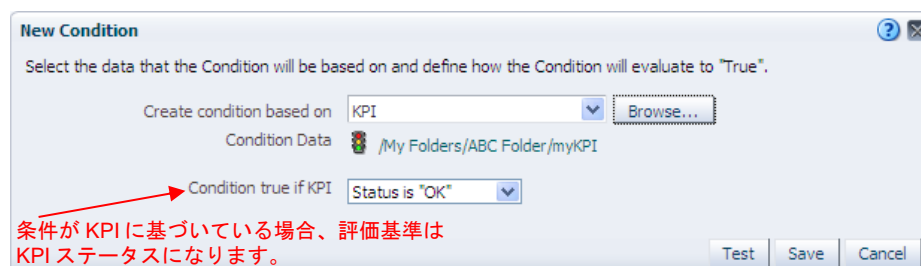 New Condition
Select the data that the Condition will be based on and define how the Condition will evaluate to "True".
Create condition based on KPI Browse...
Condition Data /My Folders/ABC Folder/myKPI
Condition true if KPI Status is "OK"
条件が KPI に基づいている場合、評価基準は
KPI ステータスになります。
Test Save Cancel